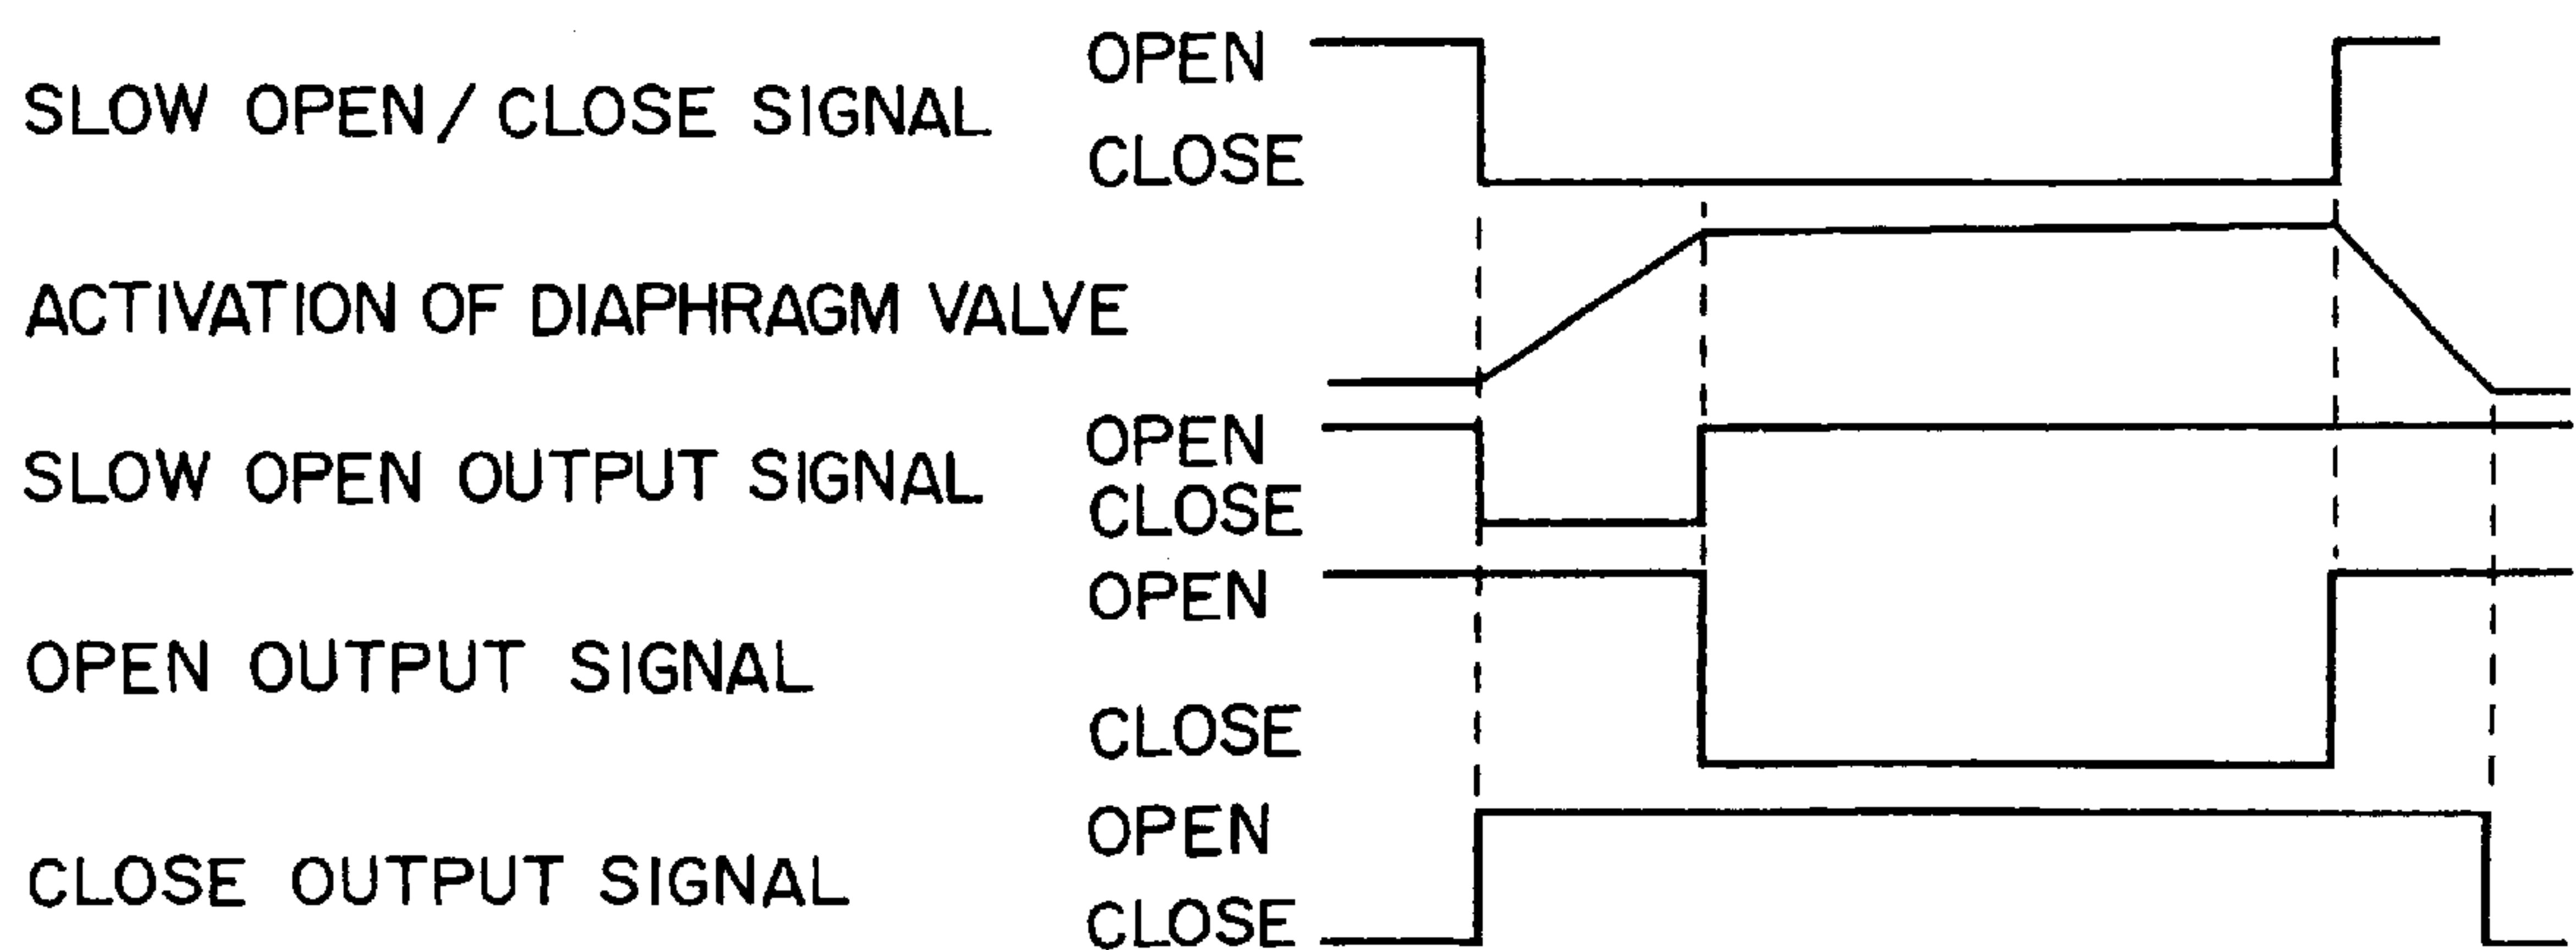 OPEN
SLOW OPEN/CLOSE SIGNAL
CLOSE
ACTIVATION OF DIAPHRAGM VALVE
OPEN
SLOW OPEN OUTPUT SIGNAL
CLOSE
OPEN
OPEN OUTPUT SIGNAL
CLOSE
OPEN
CLOSE OUTPUT SIGNAL
CLOSE